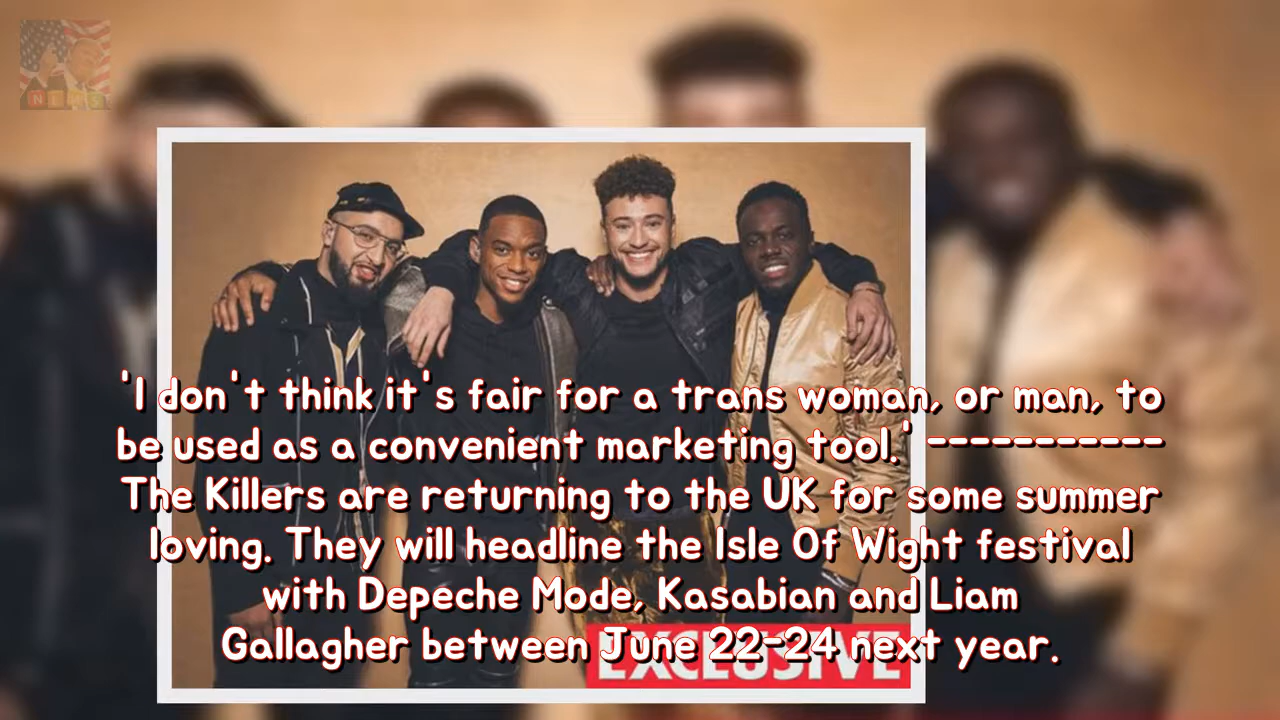 NEWS
'I don't think it's fair for a trans woman, or man, to
be used as a convenient marketing tool.' -----------
The Killers are returning to the UK for some summer
loving. They will headline the Isle Of Wight festival
with Depeche Mode, Kasabian and Liam
Gallagher between June 22-24 next year.
EXCLUSIVE